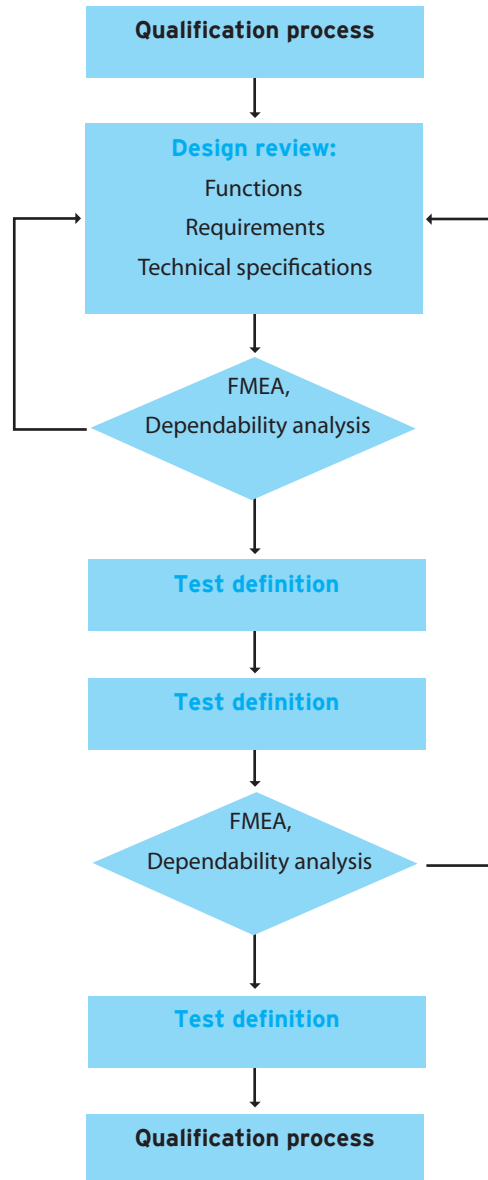 Qualification process
Design review:
Functions
Requirements
Technical specifications
FMEA,
Dependability analysis
Test definition
Test definition
FMEA,
Dependability analysis
Test definition
Qualification process